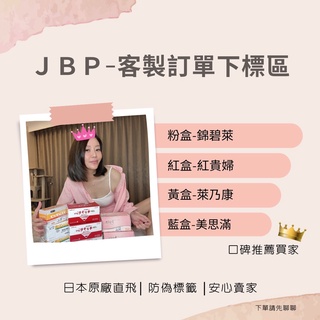 JBP-客製訂單下標區
粉盒-錦碧萊
紅盒-紅貴婦
黃盒-萊乃康
藍盒-美思滿
口碑推薦買家
日本原廠直飛| 防偽標籤 |安心賣家
下單請先聊聊